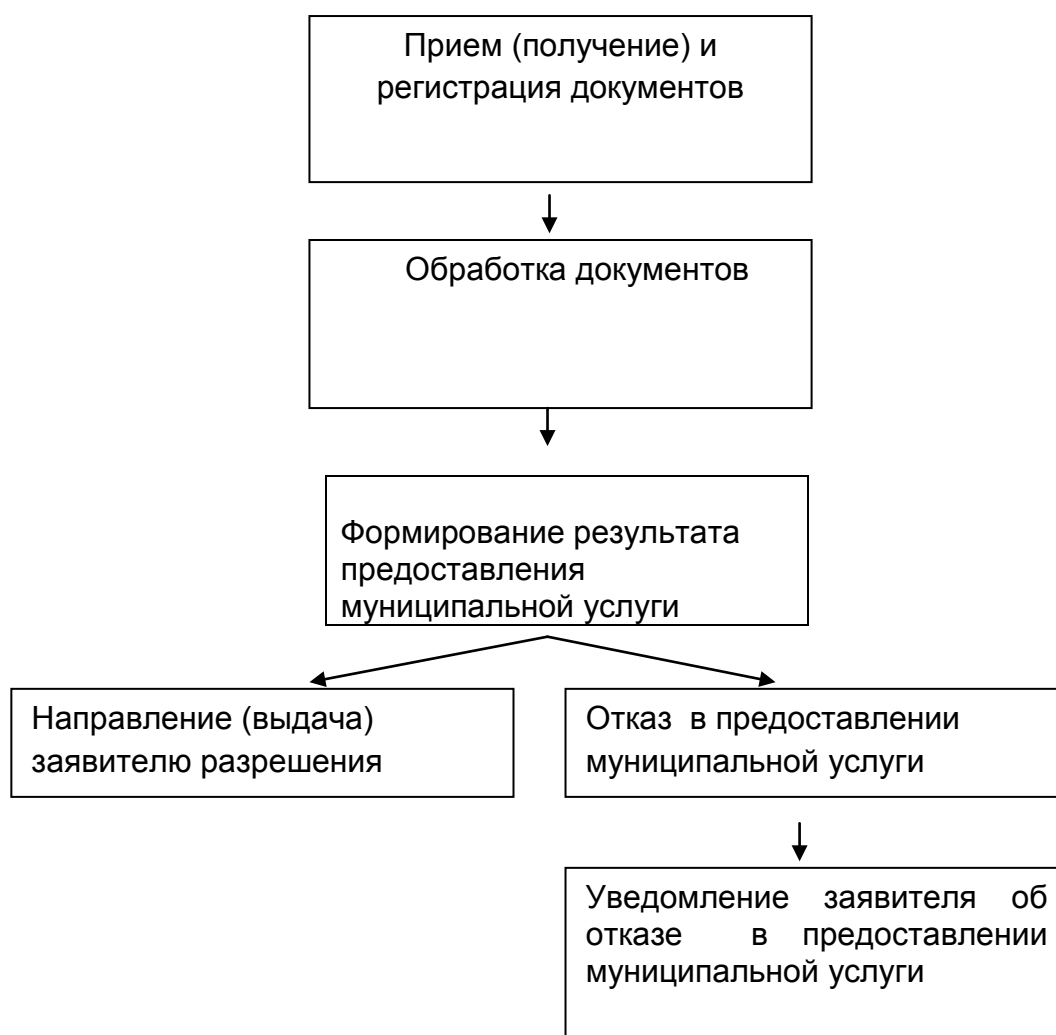 Прием (получение) и
регистрация документов
Обработка документов
Формирование результата
предоставления
муниципальной услуги
Направление (выдача)
заявителю разрешения
Отказ в предоставлении
муниципальной услуги
Уведомление заявителя об
отказе в предоставлении
муниципальной услуги